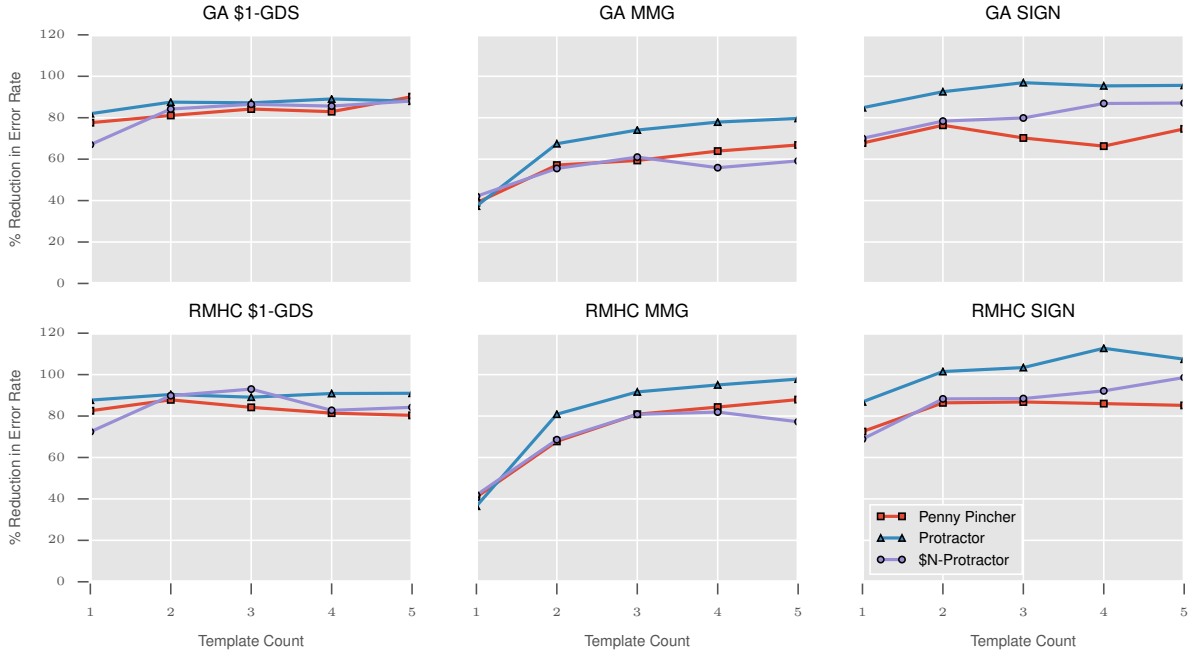 GA $1-GDS
GA MMG
GA SIGN
120
100
80
60
40
20
0
% Reduction in Error Rate
RMHC $1-GDS
RMHC MMG
RMHC SIGN
120
100
80
60
40
20
0
% Reduction in Error Rate
Penny Pincher
Protractor
$N-Protractor
1 2 3 4 5
1 2 3 4 5
1 2 3 4 5
Template Count
Template Count
Template Count